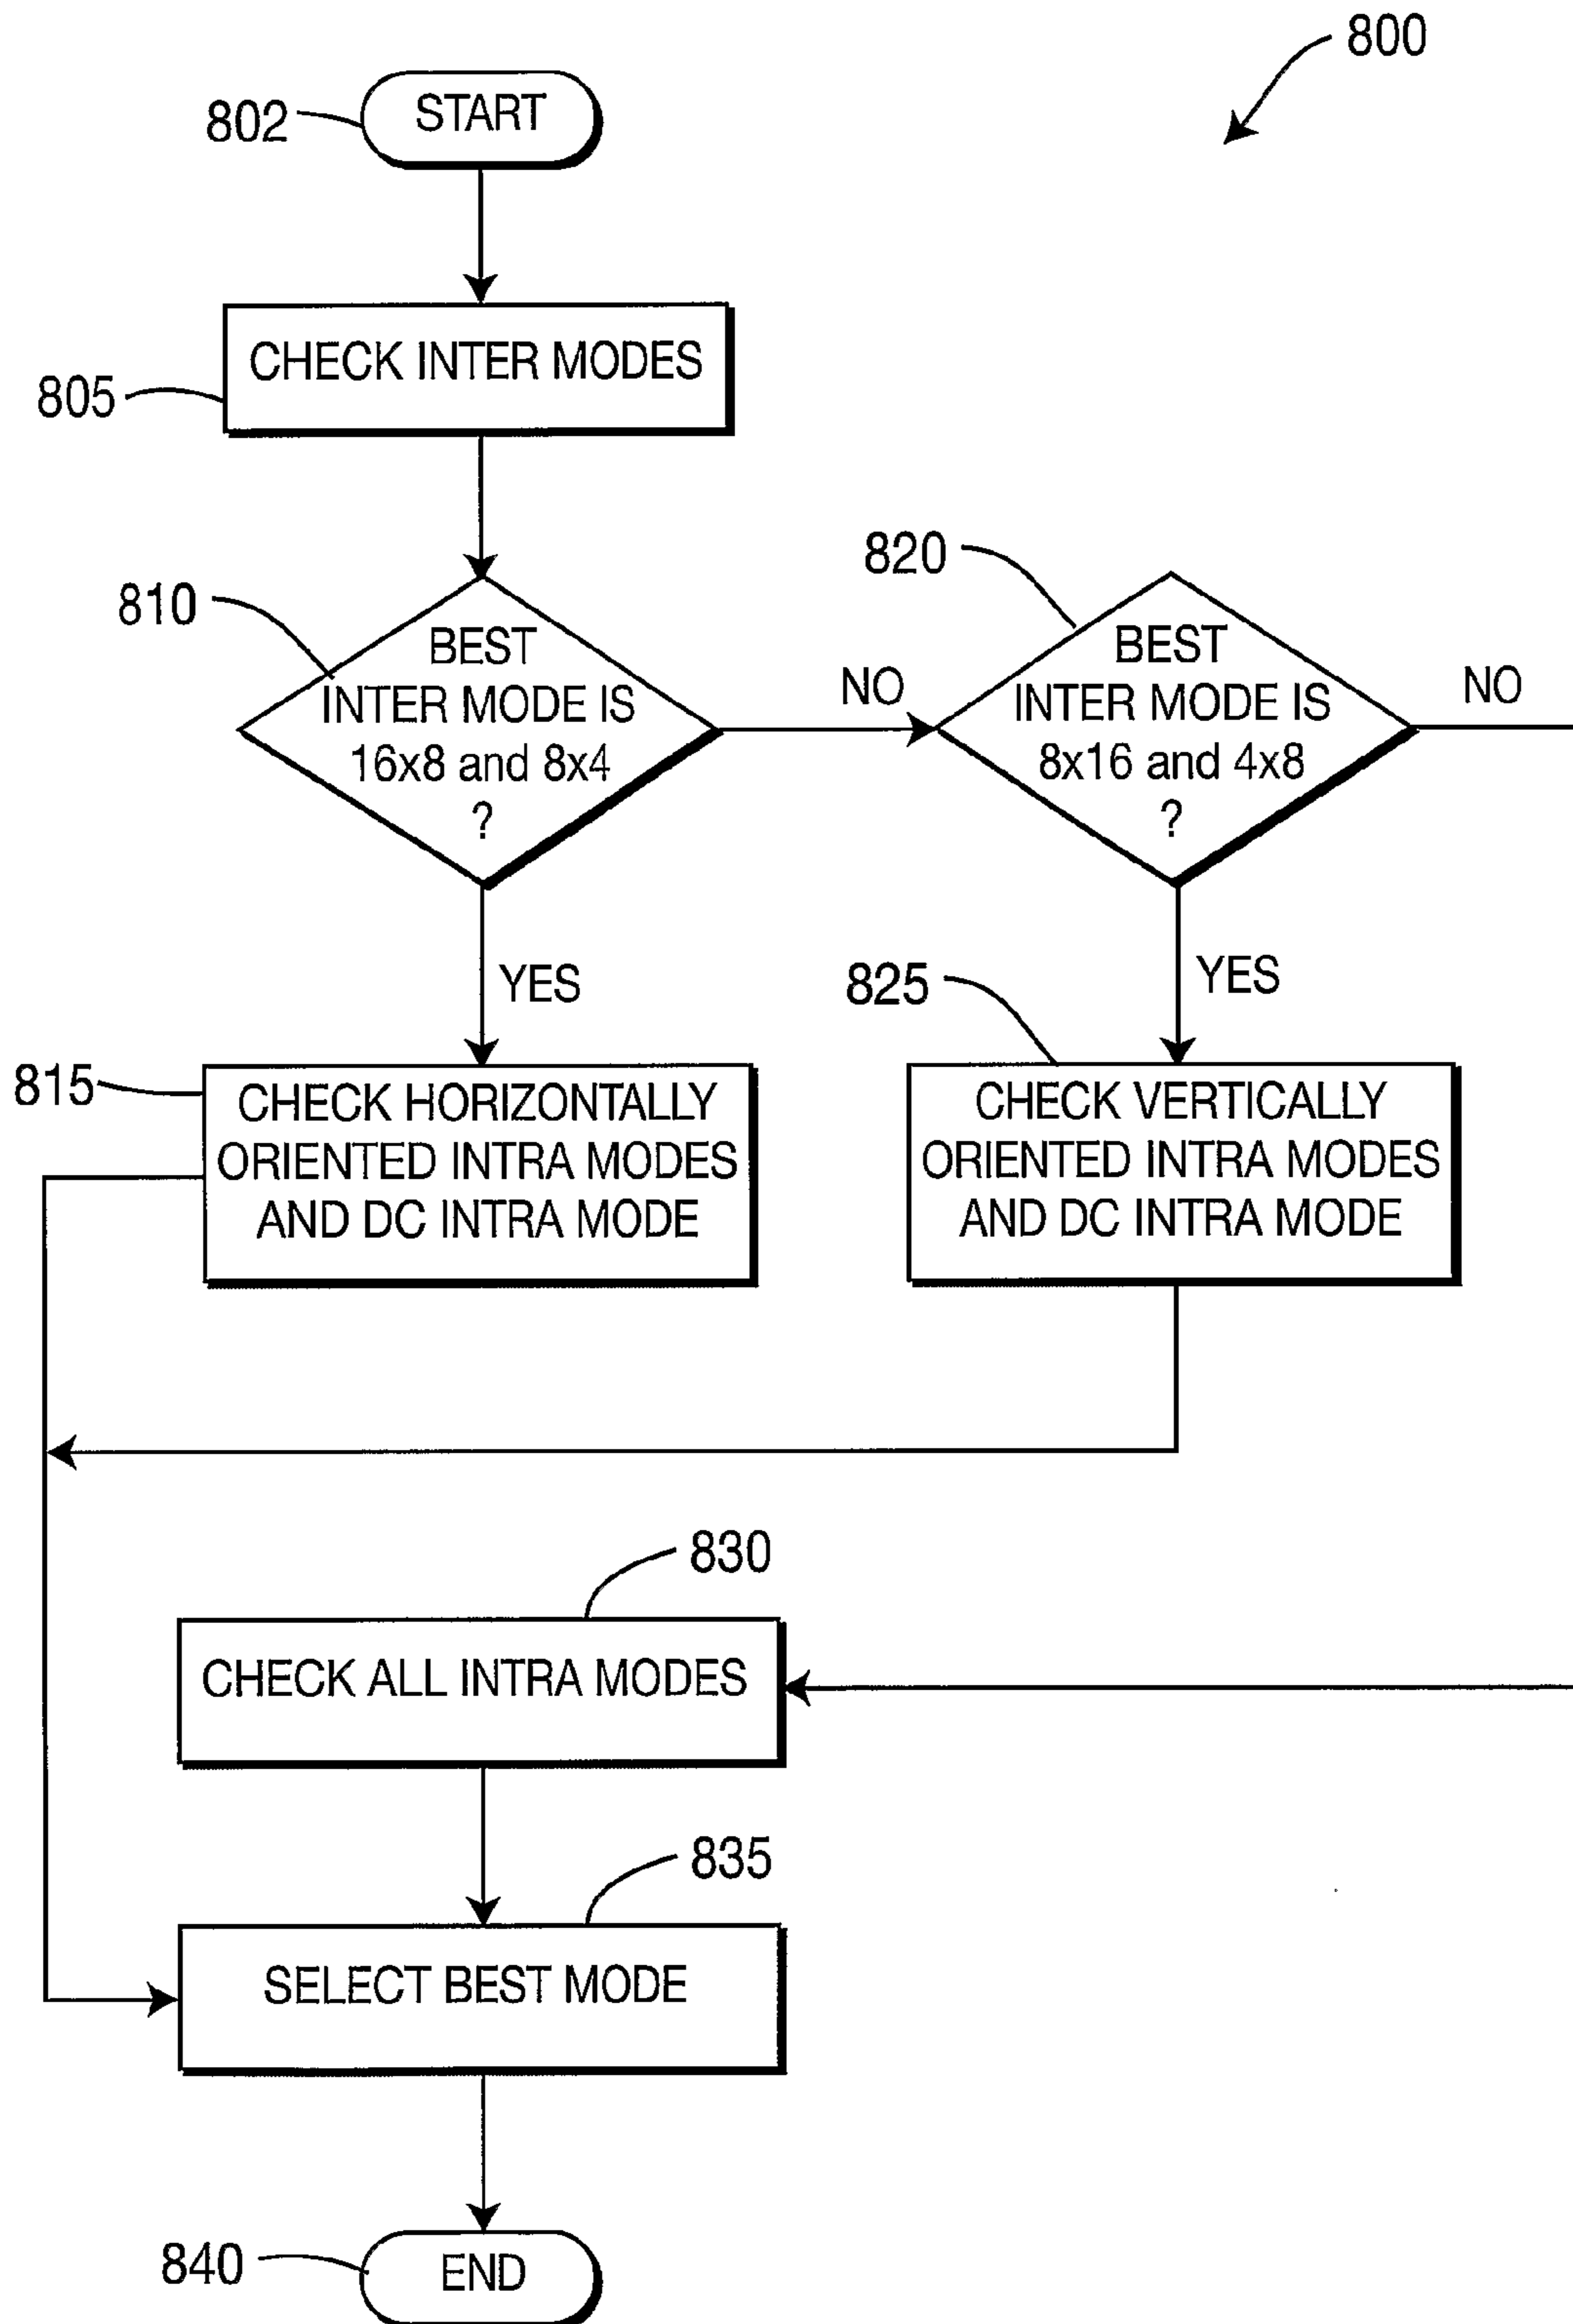 800
802
START
CHECK INTER MODES
805
810
BEST
INTER MODE IS
16x8 and 8x4
?
NO
820
BEST
INTER MODE IS
8x16 and 4x8
?
NO
YES
YES
815
CHECK HORIZONTALLY
ORIENTED INTRA MODES
AND DC INTRA MODE
825
CHECK VERTICALLY
ORIENTED INTRA MODES
AND DC INTRA MODE
830
CHECK ALL INTRA MODES
835
SELECT BEST MODE
840
END